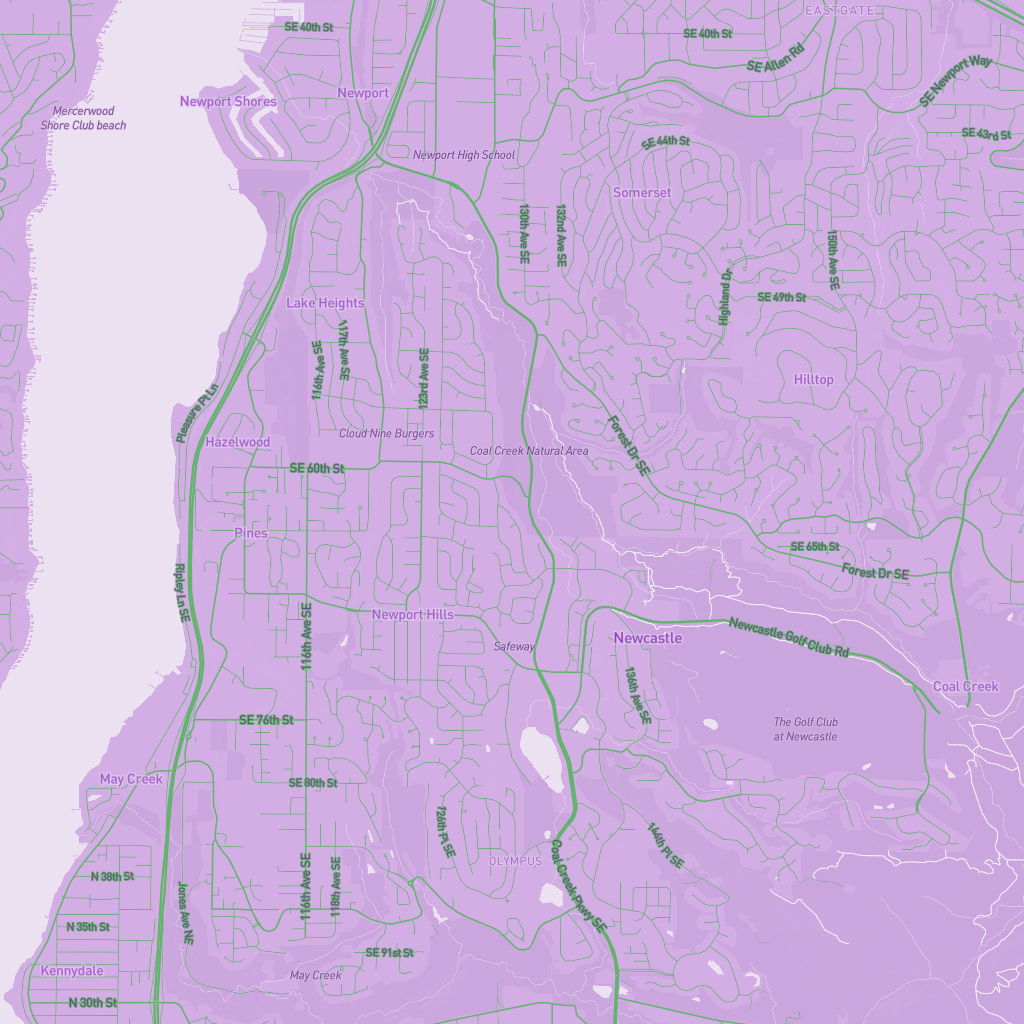 EASTGATE
SE 40th St
SE 40th St
SE Allen Rd
SE Newport Way
Newport
Newport Shores
Mercerwood
Shore Club beach
SE 43rd St
SE 44th St
Newport High School
Somerset
130th Ave SE
132nd Ave SE
150th Ave SE
Highland Dr
SE 49th St
Lake Heights
117th Ave SE
116th Ave SE
123rd Ave SE
Hilltop
Pleasure Pt Ln
Hazelwood
Cloud Nine Burgers
Coal Creek Natural Area
Forest Dr SE
SE 60th St
Pines
SE 65th St
Forest Dr SE
Ripley Ln SE
116th Ave SE
Newport Hills
Safeway
Newcastle
Newcastle Golf Club Rd
136th Ave SE
Coal Creek
SE 76th St
The Golf Club
at Newcastle
May Creek
SE 80th St
126th Pl SE
144th Pl SE
OLYMPUS
Coal Creek Pkwy SE
N 38th St
116th Ave SE
118th Ave SE
Jones Ave NE
N 35th St
SE 91st St
Kennydale
May Creek
N 30th St